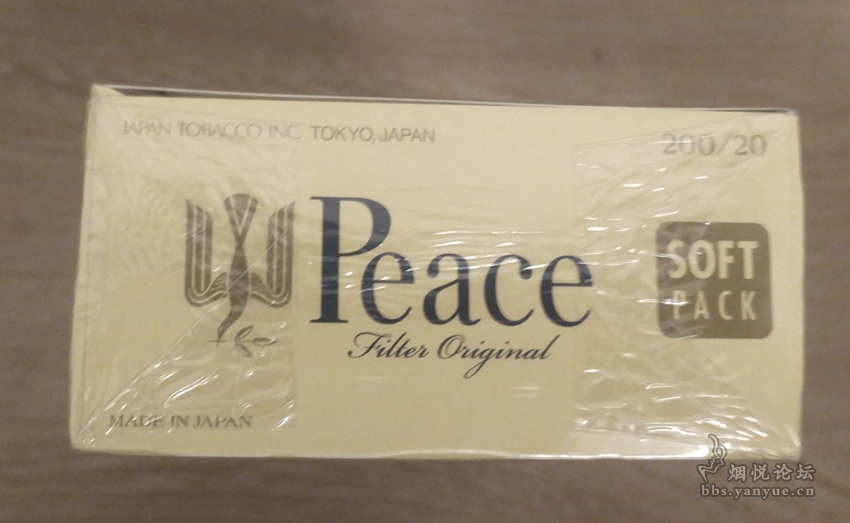 JAPAN TOBACCO INC. TOKYO, JAPAN
200/20
Peace
Filter Original
SOFT
PACK
MADE IN JAPAN
烟悦论坛
bbs.yanyue.cn